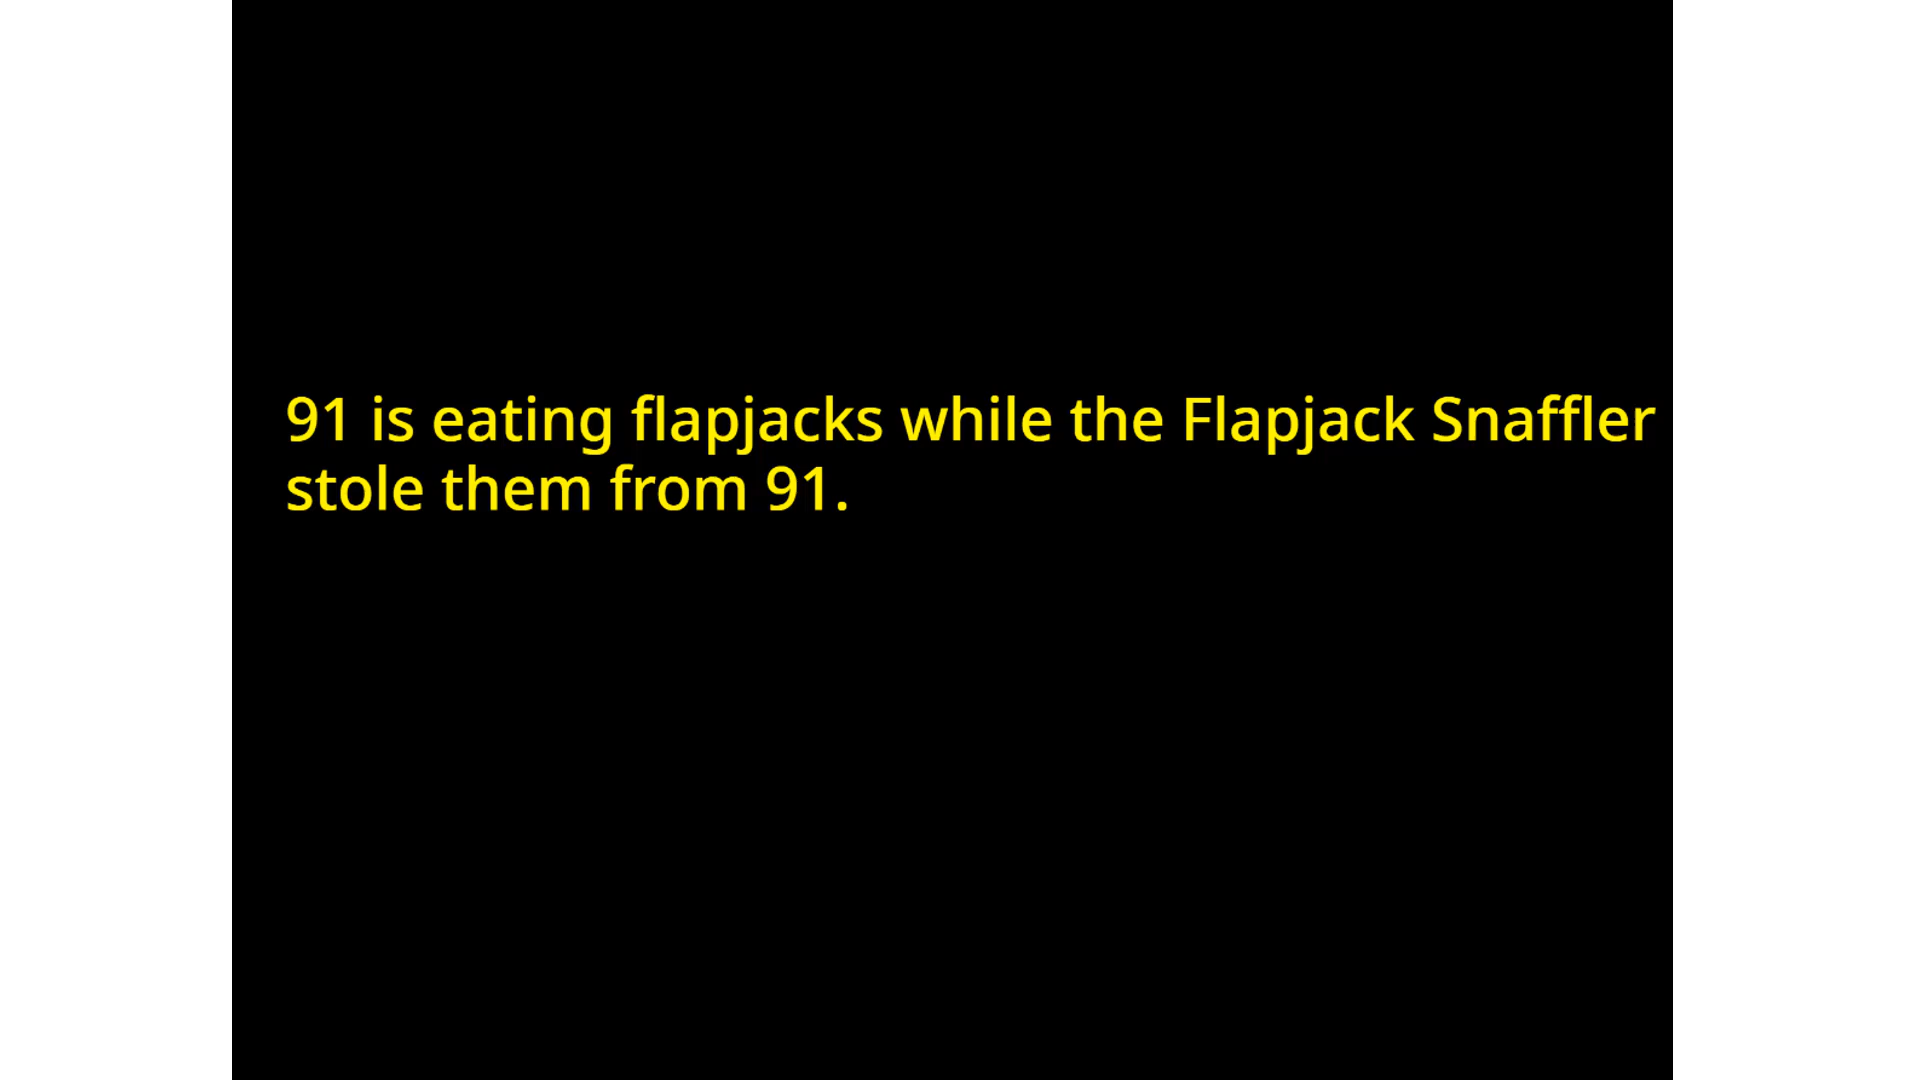 91 is eating flapjacks while the Flapjack Snaffler
stole them from 91.